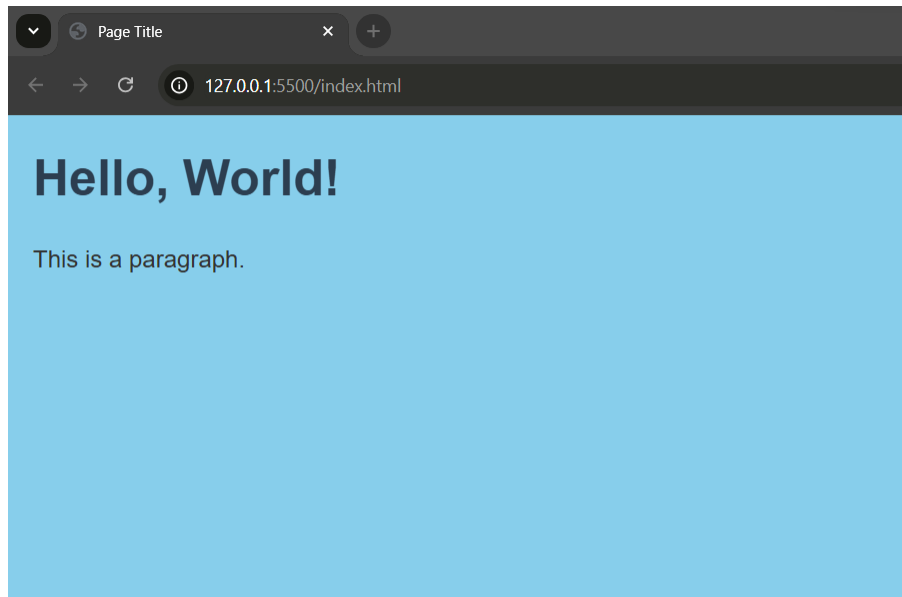 Page Title
127.0.0.1:5500/index.html
Hello, World!
This is a paragraph.